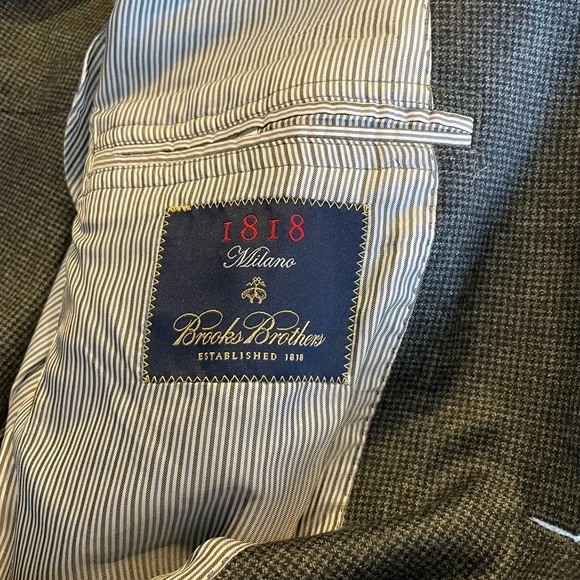 1818
Milano
Brooks Brothers
ESTABLISHED 1818